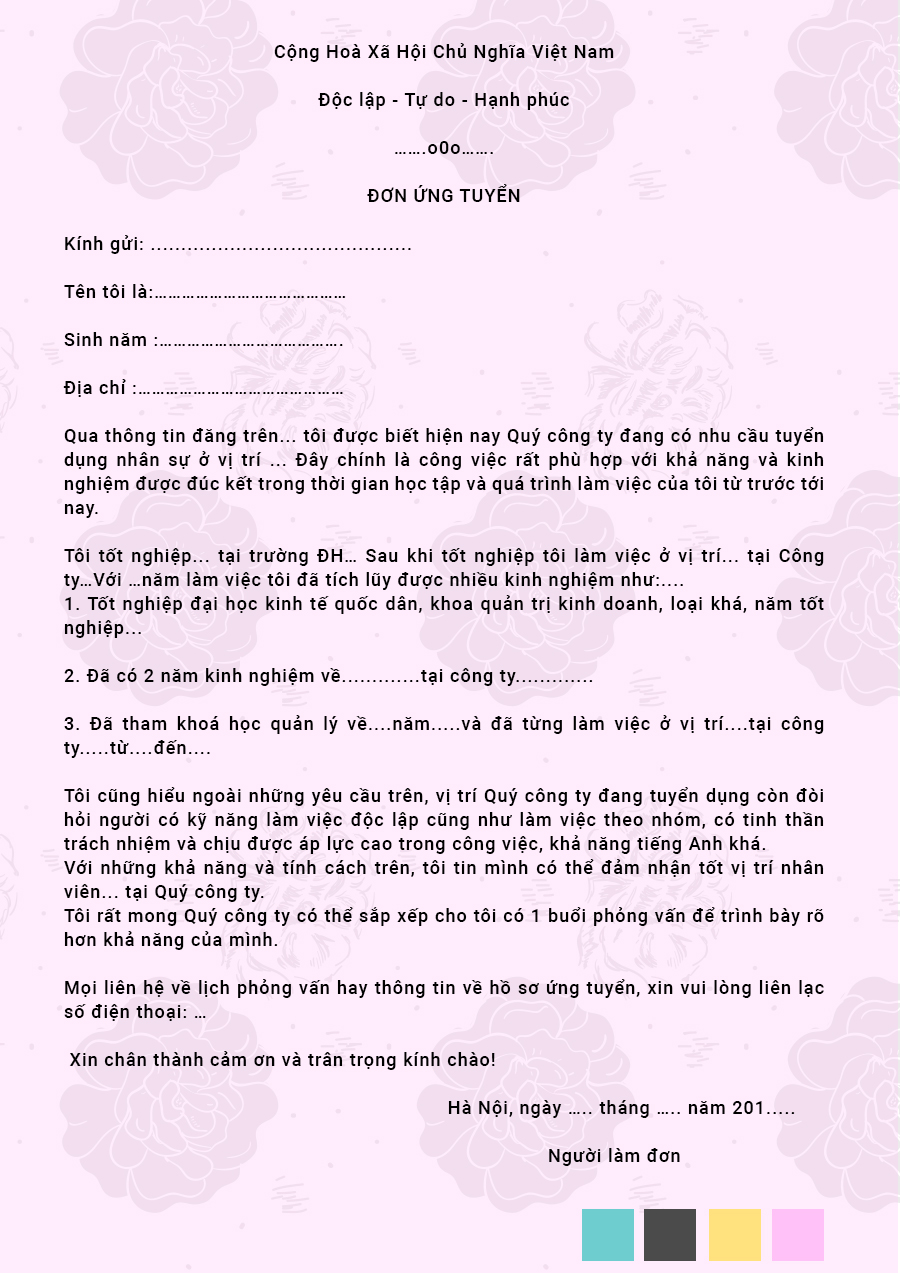 Cộng Hoà Xã Hội Chủ Nghĩa Việt Nam
Độc lập - Tự do - Hạnh phúc
…….o0o…….
ĐƠN ỨNG TUYỂN
Kính gửi: ...........................................
Tên tôi là:……………………………………
Sinh năm :………………………………….
Địa chỉ :………………………………………
Qua thông tin đăng trên... tôi được biết hiện nay Quý công ty đang có nhu cầu tuyển
dụng nhân sự ở vị trí ... Đây chính là công việc rất phù hợp với khả năng và kinh
nghiệm được đúc kết trong thời gian học tập và quá trình làm việc của tôi từ trước tới
nay.
Tôi tốt nghiệp... tại trường ĐH… Sau khi tốt nghiệp tôi làm việc ở vị trí... tại Công
ty…Với …năm làm việc tôi đã tích lũy được nhiều kinh nghiệm như:....
1. Tốt nghiệp đại học kinh tế quốc dân, khoa quản trị kinh doanh, loại khá, năm tốt
nghiệp...
2. Đã có 2 năm kinh nghiệm về.............tại công ty.............
3. Đã tham khoá học quản lý về....năm.....và đã từng làm việc ở vị trí....tại công
ty.....từ....đến....
Tôi cũng hiểu ngoài những yêu cầu trên, vị trí Quý công ty đang tuyển dụng còn đòi
hỏi người có kỹ năng làm việc độc lập cũng như làm việc theo nhóm, có tinh thần
trách nhiệm và chịu được áp lực cao trong công việc, khả năng tiếng Anh khá.
Với những khả năng và tính cách trên, tôi tin mình có thể đảm nhận tốt vị trí nhân
viên... tại Quý công ty.
Tôi rất mong Quý công ty có thể sắp xếp cho tôi có 1 buổi phỏng vấn để trình bày rõ
hơn khả năng của mình.
Mọi liên hệ về lịch phỏng vấn hay thông tin về hồ sơ ứng tuyển, xin vui lòng liên lạc
số điện thoại: …
Xin chân thành cảm ơn và trân trọng kính chào!
Hà Nội, ngày ….. tháng ….. năm 201.....
Người làm đơn